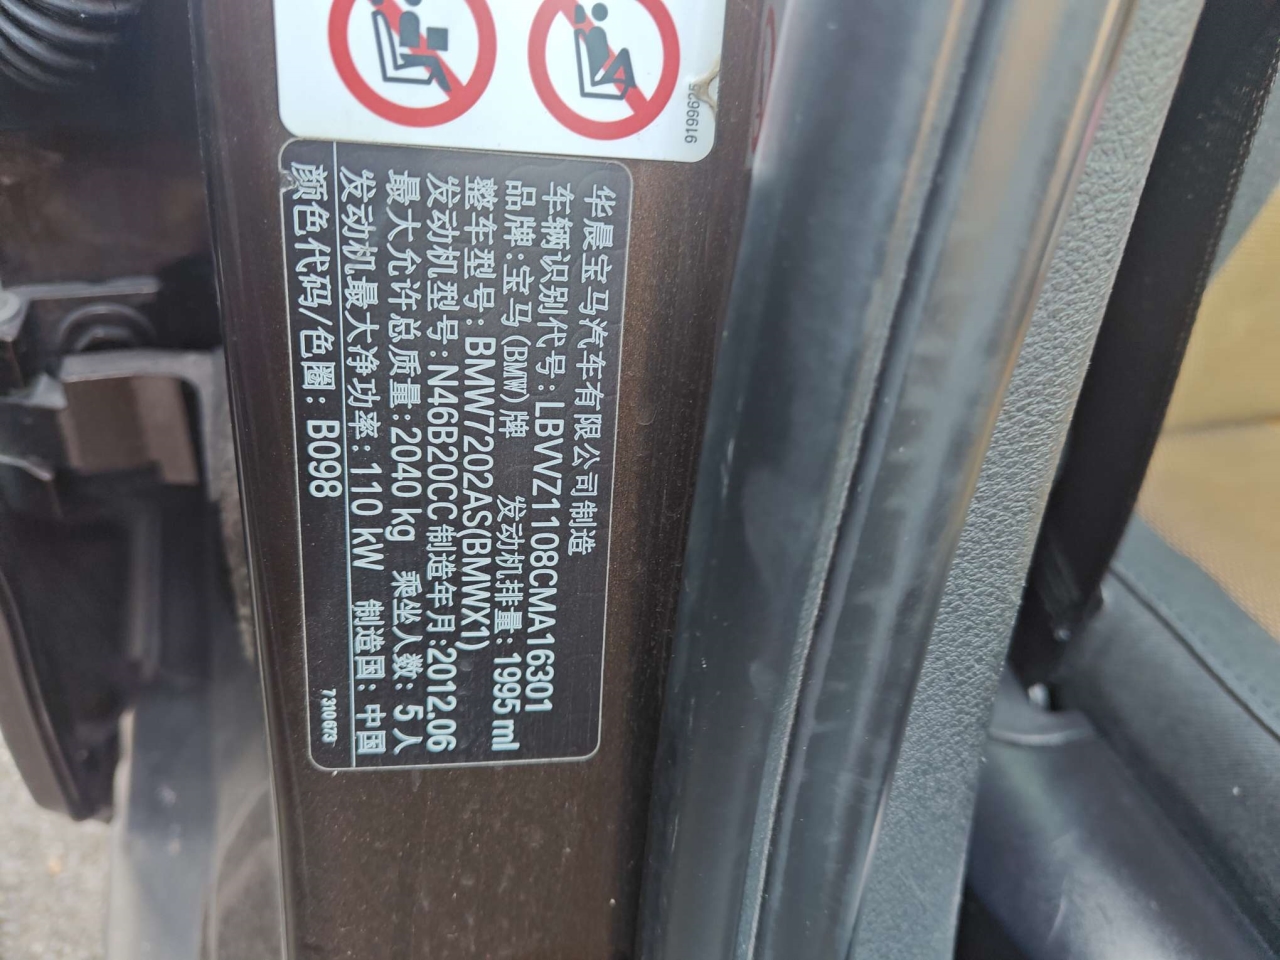 9199695
华晨宝马汽车有限公司制造
车辆识别代号:LBVVZ1108CMA16301
品牌:宝马(BMW)牌 发动机排量:1995 ml
整车型号:BMW7202AS(BMWX1)
发动机型号:N46B20CC 制造年月:2012.06
最大允许总质量:2040 kg 乘坐人数:5人
发动机最大净功率:110 kW 制造国:中国
颜色代码/色圈:B098
7310673